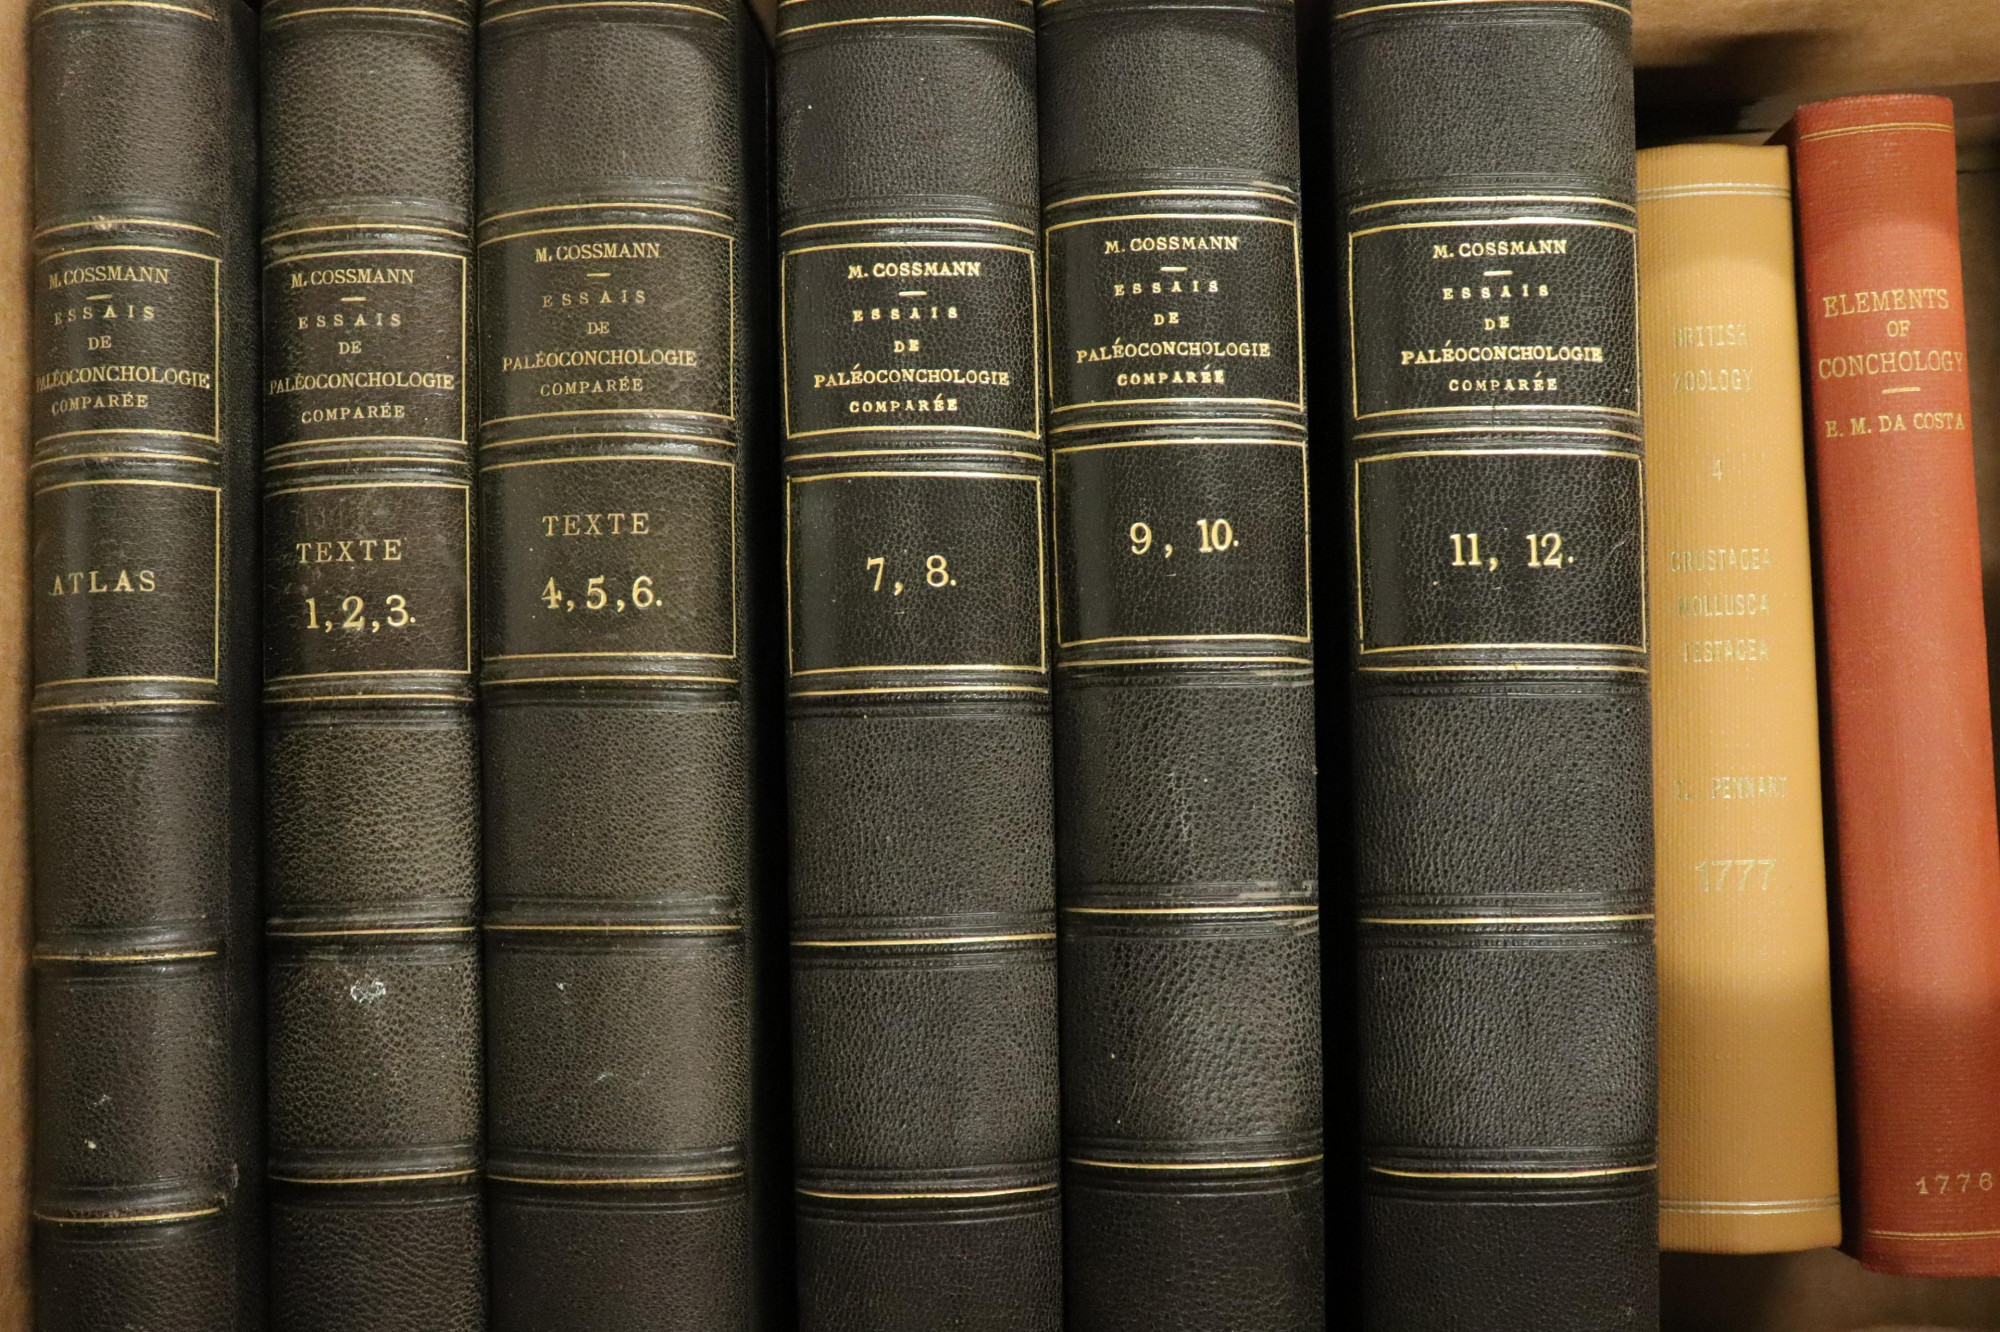 M. COSSMANN
ESSAIS
DE
PALÉOCONCHOLOGIE
COMPARÉE
ATLAS
M. COSSMANN
ESSAIS
DE
PALÉOCONCHOLOGIE
COMPARÉE
TEXTE
1, 2, 3.
M. COSSMANN
ESSAIS
DE
PALÉOCONCHOLOGIE
COMPARÉE
TEXTE
4, 5, 6.
M. COSSMANN
ESSAIS
DE
PALÉOCONCHOLOGIE
COMPARÉE
7, 8.
M. COSSMANN
ESSAIS
DE
PALÉOCONCHOLOGIE
COMPARÉE
9, 10.
M. COSSMANN
ESSAIS
DE
PALÉOCONCHOLOGIE
COMPARÉE
11, 12.
BRITISH
ZOOLOGY
4
CRUSTACEA
MOLLUSCA
TESTACEA
T. PENNANT
1777
ELEMENTS
OF
CONCHOLOGY
E. M. DA COSTA
1776